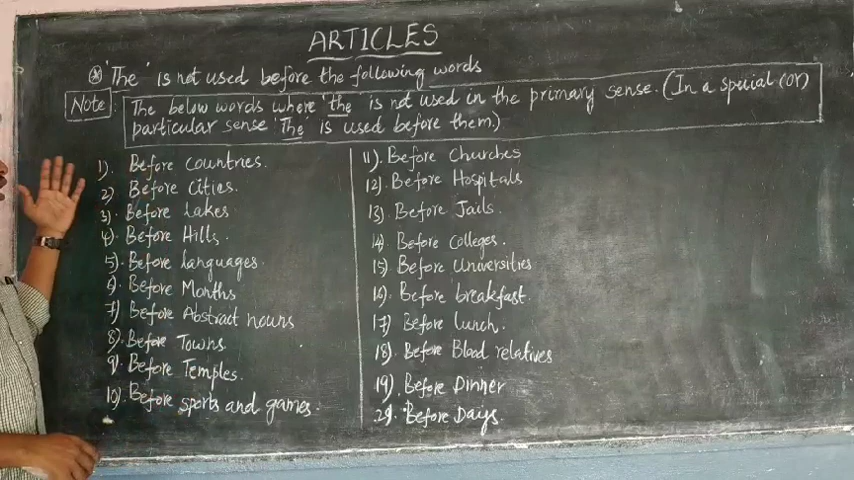 ARTICLES
* 'The' is not used before the following words
Note: The below words where 'the is not used in the primary sense. (In a special (or)
particular sense 'The is used before them.)
1). Before countries.
2) Before Cities.
3) Before Lakes
4) Before Hills.
5). Before languages.
6). Before Months
7) Before Abstract nouns
8). Before Towns
9). Before Temples.
10). Before sports and games.
11). Before Churches
12). Before Hospitals
13). Before Jails.
14). Before Colleges.
15) Before Universities
16). Before breakfast.
17) Before lunch.
18). Before Blood relatives
19). Before Dinner
20). Before Days